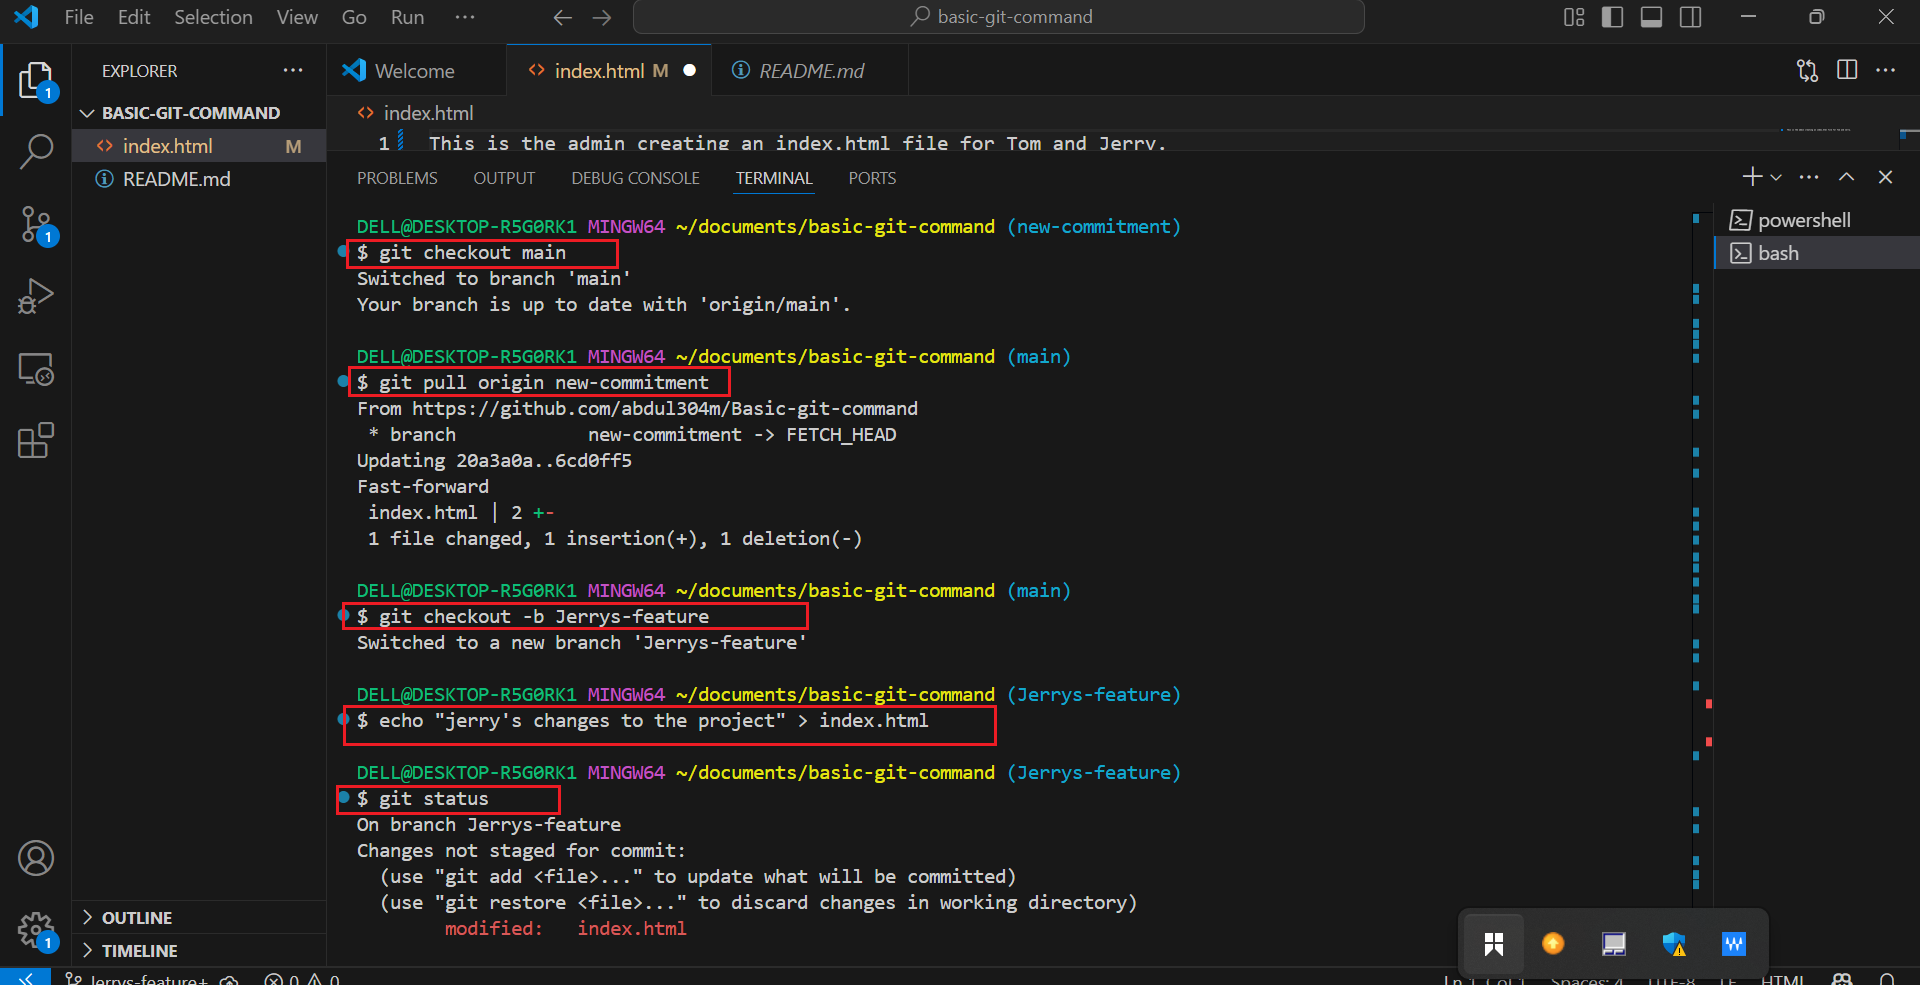 File Edit Selection View Go Run ··· basic-git-command
EXPLORER ···
Welcome index.html M README.md
BASIC-GIT-COMMAND
index.html M
README.md
index.html
1 This is the admin creating an index.html file for Tom and Jerry.
PROBLEMS OUTPUT DEBUG CONSOLE TERMINAL PORTS
powershell
bash
DELL@DESKTOP-R5G0RK1 MINGW64 ~/documents/basic-git-command (new-commitment)
$ git checkout main
Switched to branch 'main'
Your branch is up to date with 'origin/main'.
DELL@DESKTOP-R5G0RK1 MINGW64 ~/documents/basic-git-command (main)
$ git pull origin new-commitment
From https://github.com/abdul304m/Basic-git-command
* branch new-commitment -> FETCH_HEAD
Updating 20a3a0a..6cd0ff5
Fast-forward
index.html | 2 +-
1 file changed, 1 insertion(+), 1 deletion(-)
DELL@DESKTOP-R5G0RK1 MINGW64 ~/documents/basic-git-command (main)
$ git checkout -b Jerrys-feature
Switched to a new branch 'Jerrys-feature'
DELL@DESKTOP-R5G0RK1 MINGW64 ~/documents/basic-git-command (Jerrys-feature)
$ echo "jerry's changes to the project" > index.html
DELL@DESKTOP-R5G0RK1 MINGW64 ~/documents/basic-git-command (Jerrys-feature)
$ git status
On branch Jerrys-feature
Changes not staged for commit:
(use "git add <file>..." to update what will be committed)
(use "git restore <file>..." to discard changes in working directory)
modified: index.html
1
1
1
OUTLINE
TIMELINE
Jerrys-feature+ 0 0 Ln 1, Col 1 Spaces: 4 UTF-8 LF HTML